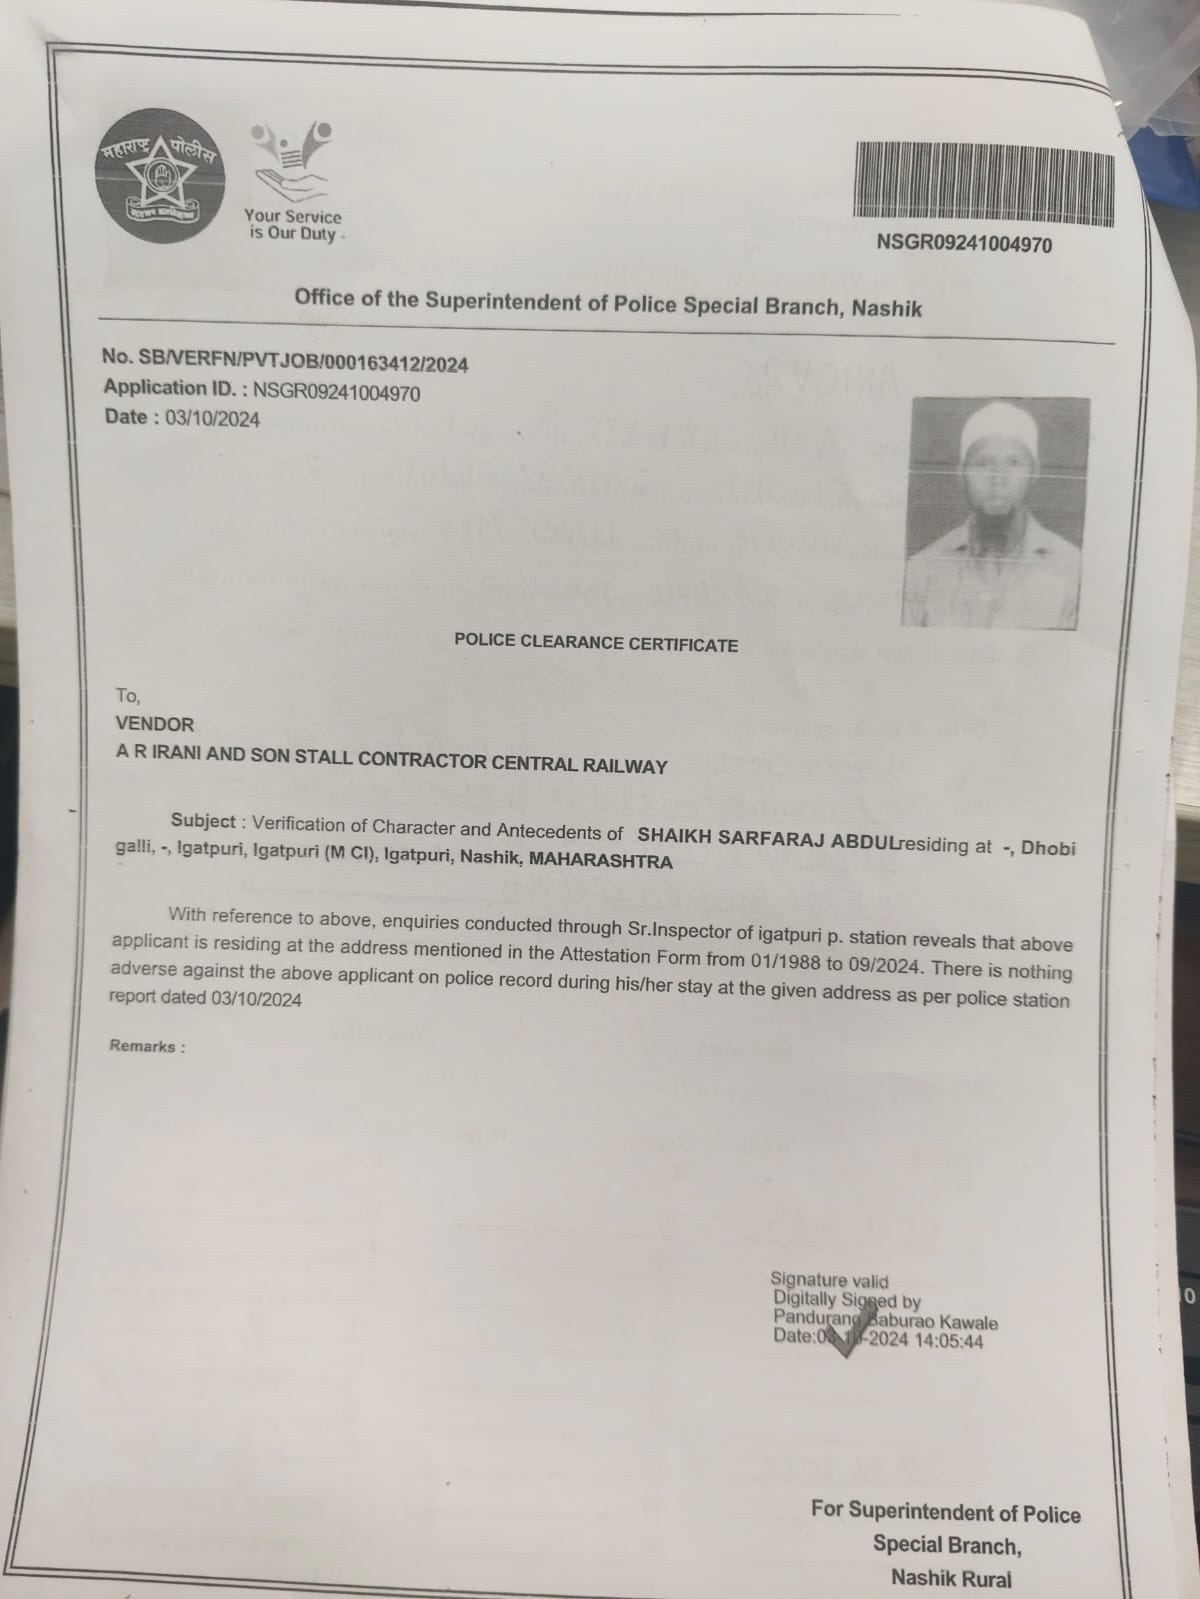 महाराष्ट्र पोलीस
Your Service
is Our Duty
NSGR09241004970
Office of the Superintendent of Police Special Branch, Nashik
No. SB/VERFN/PVTJOB/000163412/2024
Application ID. : NSGR09241004970
Date : 03/10/2024
POLICE CLEARANCE CERTIFICATE
To,
VENDOR
A R IRANI AND SON STALL CONTRACTOR CENTRAL RAILWAY
Subject : Verification of Character and Antecedents of SHAIKH SARFARAJ ABDULresiding at -, Dhobi
galli, -, Igatpuri, Igatpuri (M Cl), Igatpuri, Nashik, MAHARASHTRA
With reference to above, enquiries conducted through Sr.Inspector of igatpuri p. station reveals that above
applicant is residing at the address mentioned in the Attestation Form from 01/1988 to 09/2024. There is nothing
adverse against the above applicant on police record during his/her stay at the given address as per police station
report dated 03/10/2024
Remarks :
Signature valid
Digitally Signed by
Pandurang Baburao Kawale
Date:03-10-2024 14:05:44
For Superintendent of Police
Special Branch,
Nashik Rural